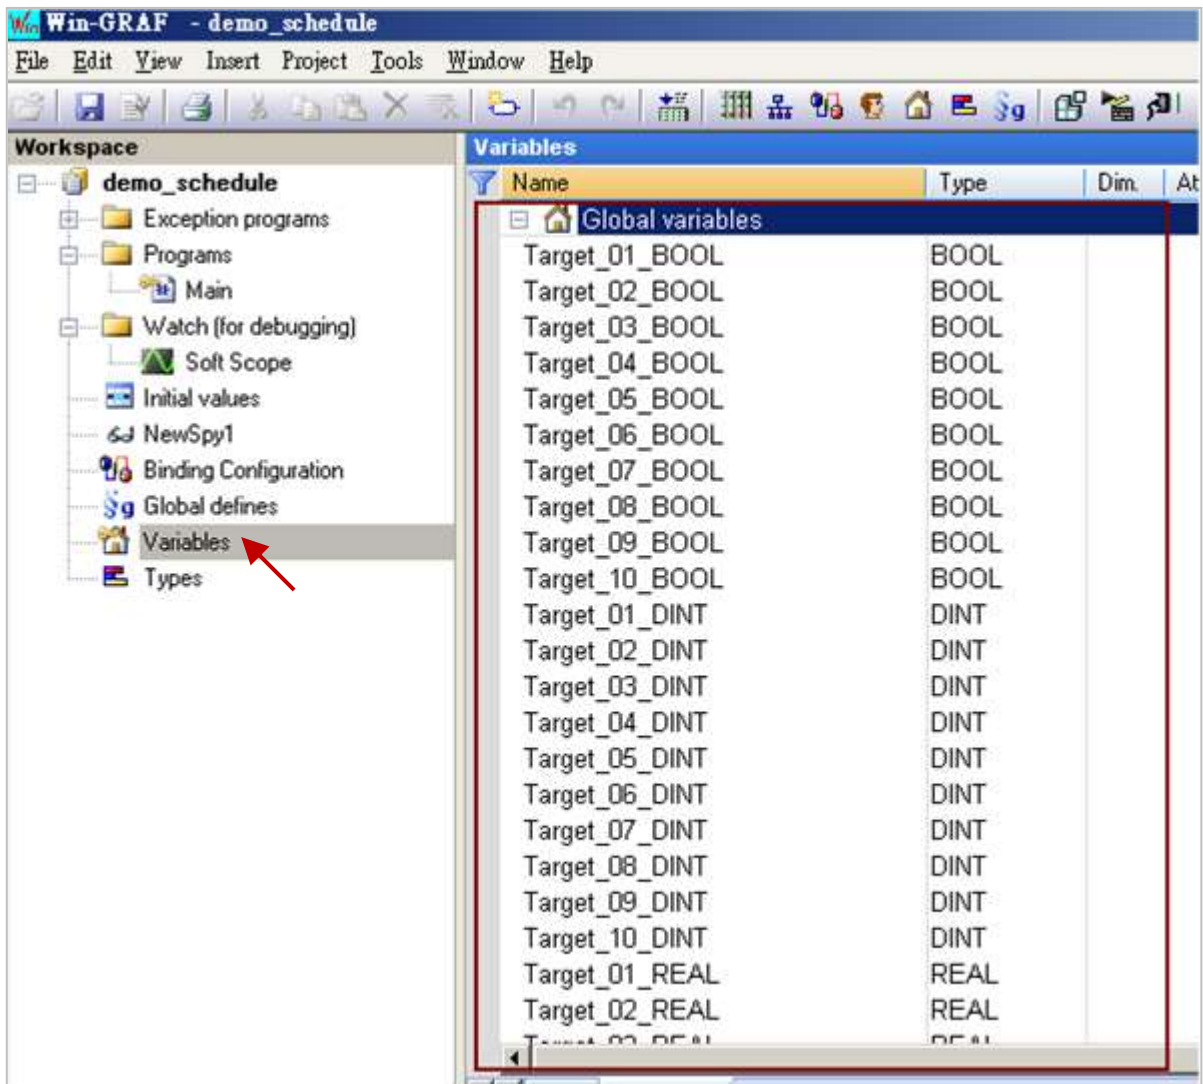 Win-GRAF - demo_schedule
File Edit View Insert Project Tools Window Help
Workspace
demo_schedule
Exception programs
Programs
Main
Watch (for debugging)
Soft Scope
Initial values
NewSpy1
Binding Configuration
Global defines
Variables
Types
Variables
Name Type Dim.
Global variables
Target_01_BOOL BOOL
Target_02_BOOL BOOL
Target_03_BOOL BOOL
Target_04_BOOL BOOL
Target_05_BOOL BOOL
Target_06_BOOL BOOL
Target_07_BOOL BOOL
Target_08_BOOL BOOL
Target_09_BOOL BOOL
Target_10_BOOL BOOL
Target_01_DINT DINT
Target_02_DINT DINT
Target_03_DINT DINT
Target_04_DINT DINT
Target_05_DINT DINT
Target_06_DINT DINT
Target_07_DINT DINT
Target_08_DINT DINT
Target_09_DINT DINT
Target_10_DINT DINT
Target_01_REAL REAL
Target_02_REAL REAL